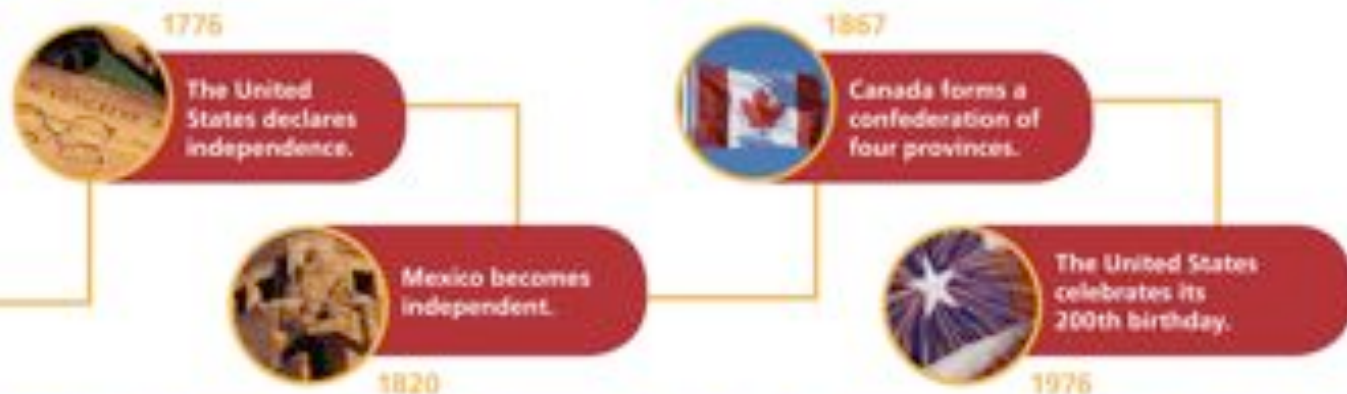 1776
The United
States declares
independence.
Mexico becomes
independent.
1820
1867
Canada forms a
confederation of
four provinces.
The United States
celebrates its
200th birthday.
1976